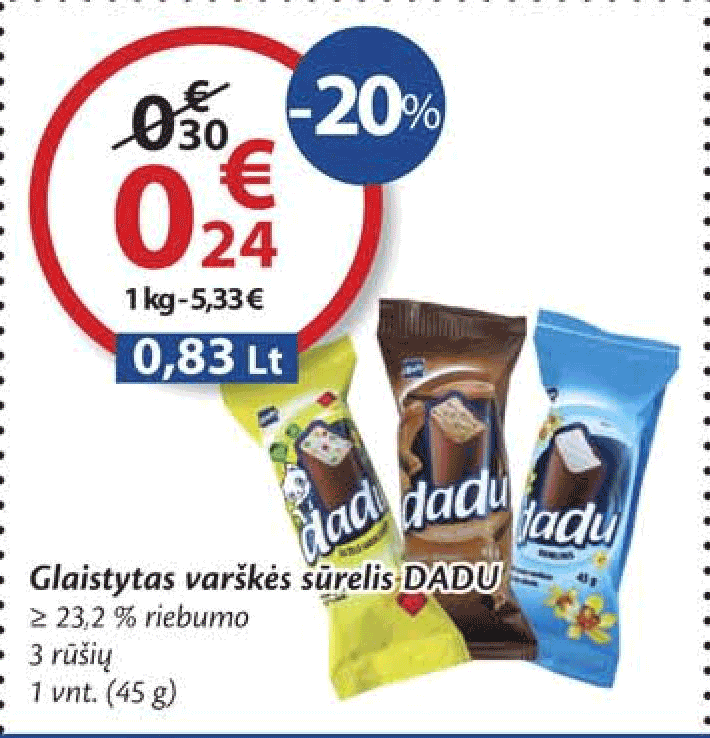 -20%
0 30 €
0 24 €
1 kg - 5,33 €
0,83 Lt
dadu
dadu
dadu
45 g
Glaistytas varškės sūrelis DADU
≥ 23,2 % riebumo
3 rūšių
1 vnt. (45 g)